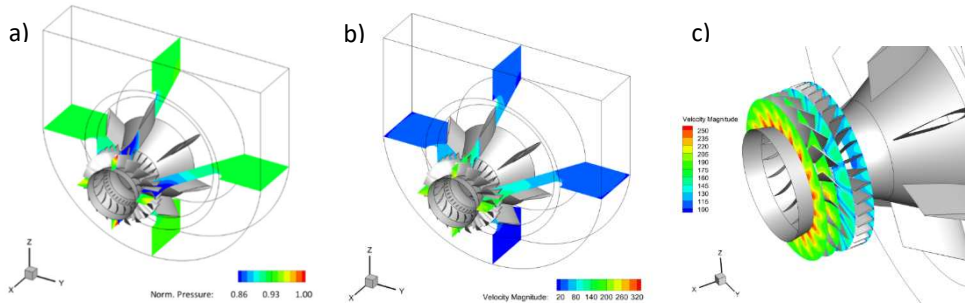 a)
Z
X
Y
Norm. Pressure: 0.86 0.93 1.00
b)
Z
X
Y
Velocity Magnitude: 20 80 140 200 260 320
c)
Velocity Magnitude
250
235
220
205
190
175
160
145
130
115
100
Z
X
Y